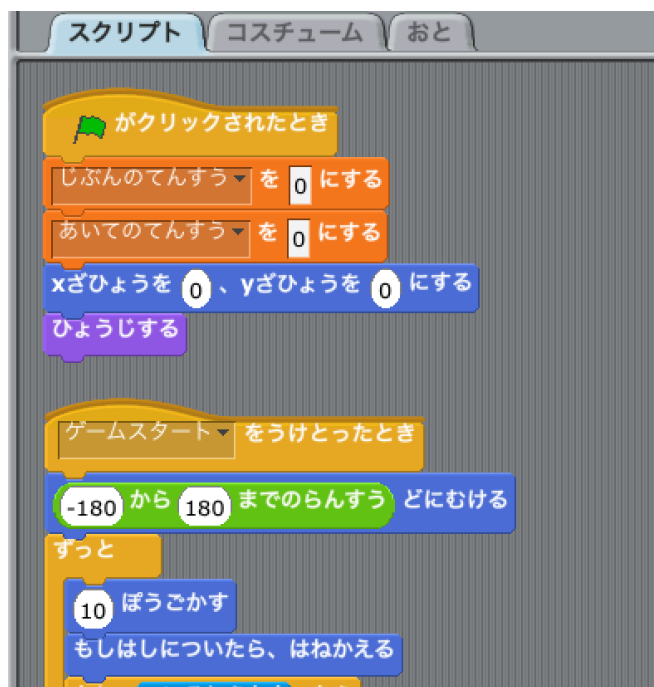 スクリプト コスチューム おと
がクリックされたとき
じぶんのてんすう を 0 にする
あいてのてんすう を 0 にする
xざひょうを 0 、yざひょうを 0 にする
ひょうじする
ゲームスタート をうけとったとき
-180 から 180 までのらんすう どにむける
ずっと
10 ぽうごかす
もしはしについたら、はねかえる